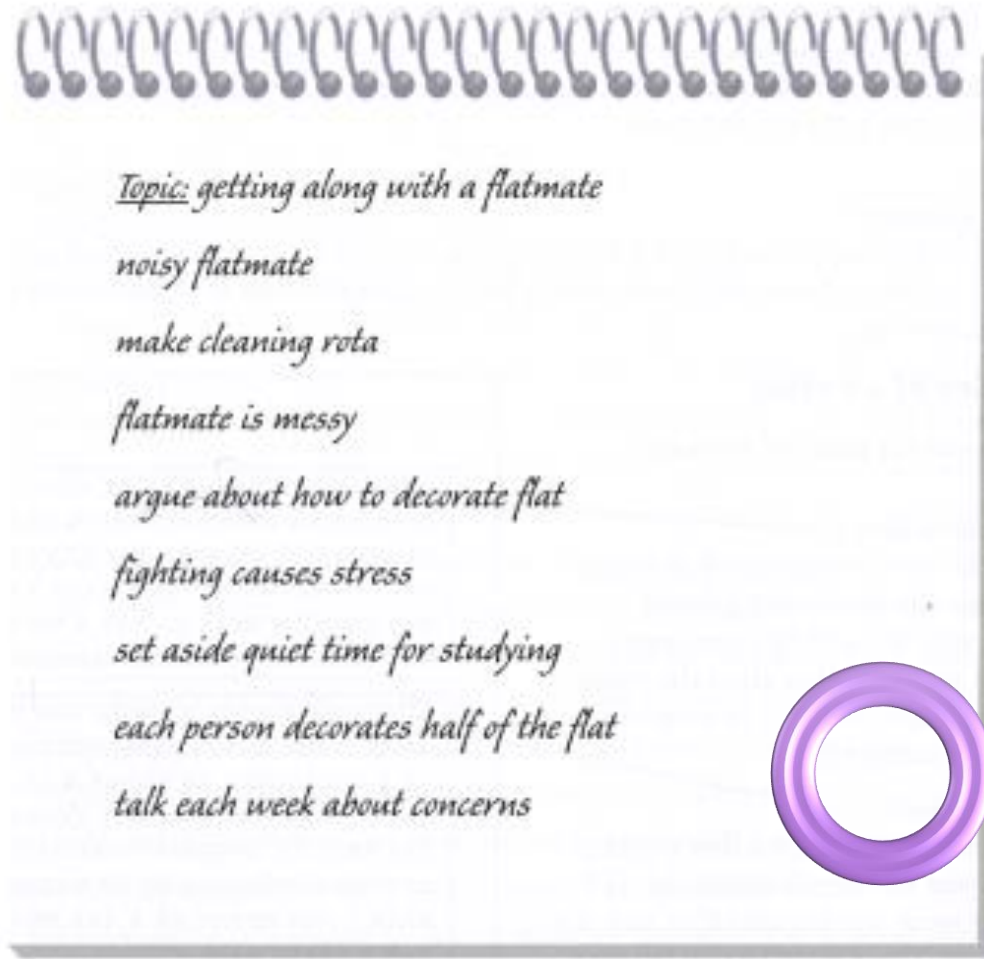 Topic: getting along with a flatmate
noisy flatmate
make cleaning rota
flatmate is messy
argue about how to decorate flat
fighting causes stress
set aside quiet time for studying
each person decorates half of the flat
talk each week about concerns